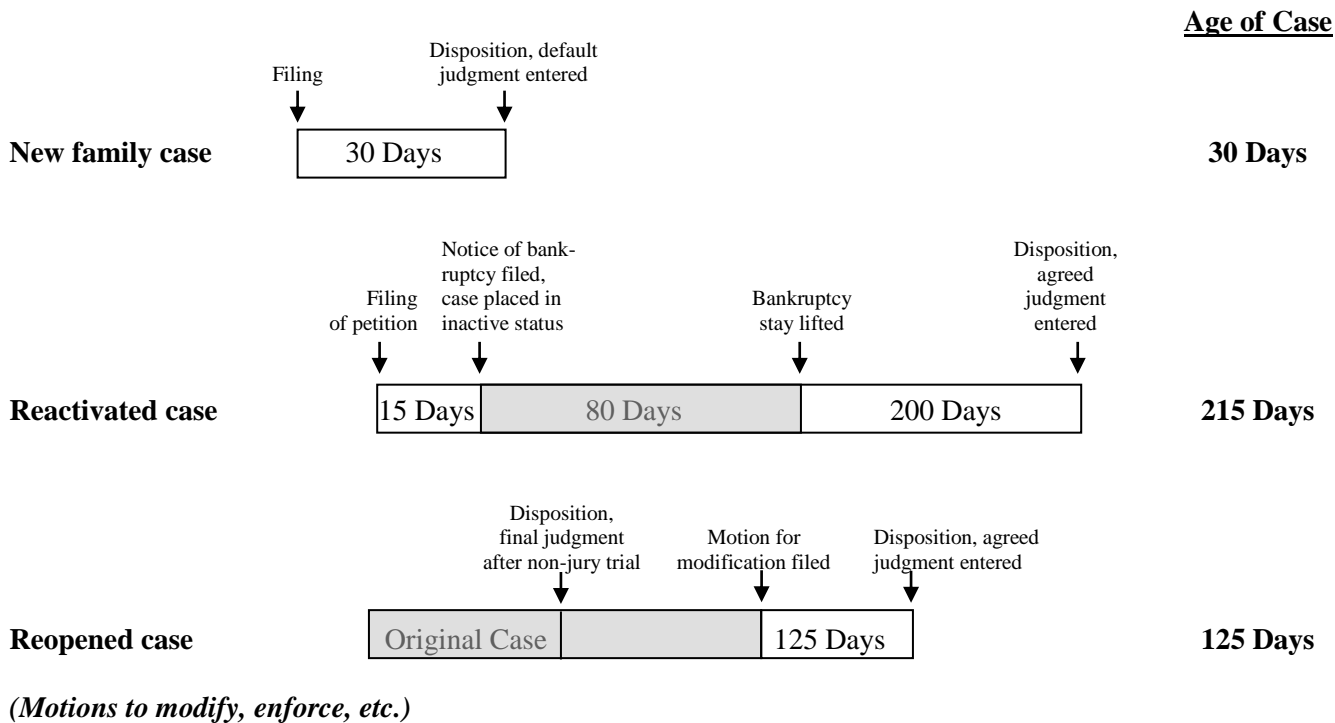 Age of Case
Filing
Disposition, default
judgment entered
New family case
30 Days
30 Days
Filing
of petition
Notice of bank-
ruptcy filed,
case placed in
inactive status
Bankruptcy
stay lifted
Disposition,
agreed
judgment
entered
Reactivated case
15 Days
80 Days
200 Days
215 Days
Disposition,
final judgment
after non-jury trial
Motion for
modification filed
Disposition, agreed
judgment entered
Reopened case
Original Case
125 Days
125 Days
(Motions to modify, enforce, etc.)